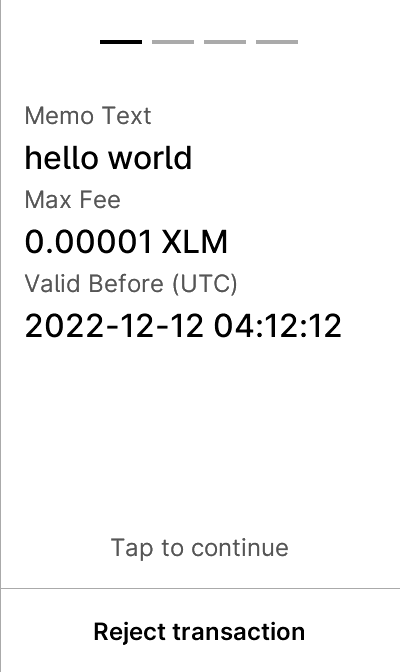 Memo Text
hello world
Max Fee
0.00001 XLM
Valid Before (UTC)
2022-12-12 04:12:12
Tap to continue
Reject transaction